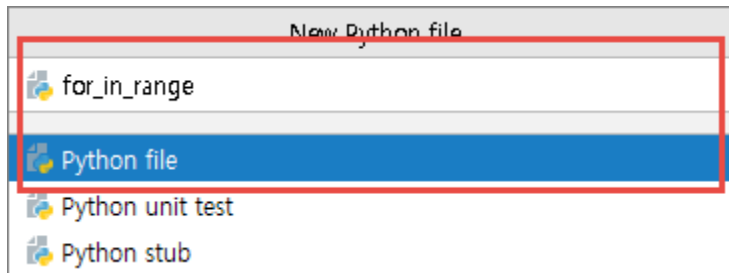 New Python file
for_in_range
Python file
Python unit test
Python stub